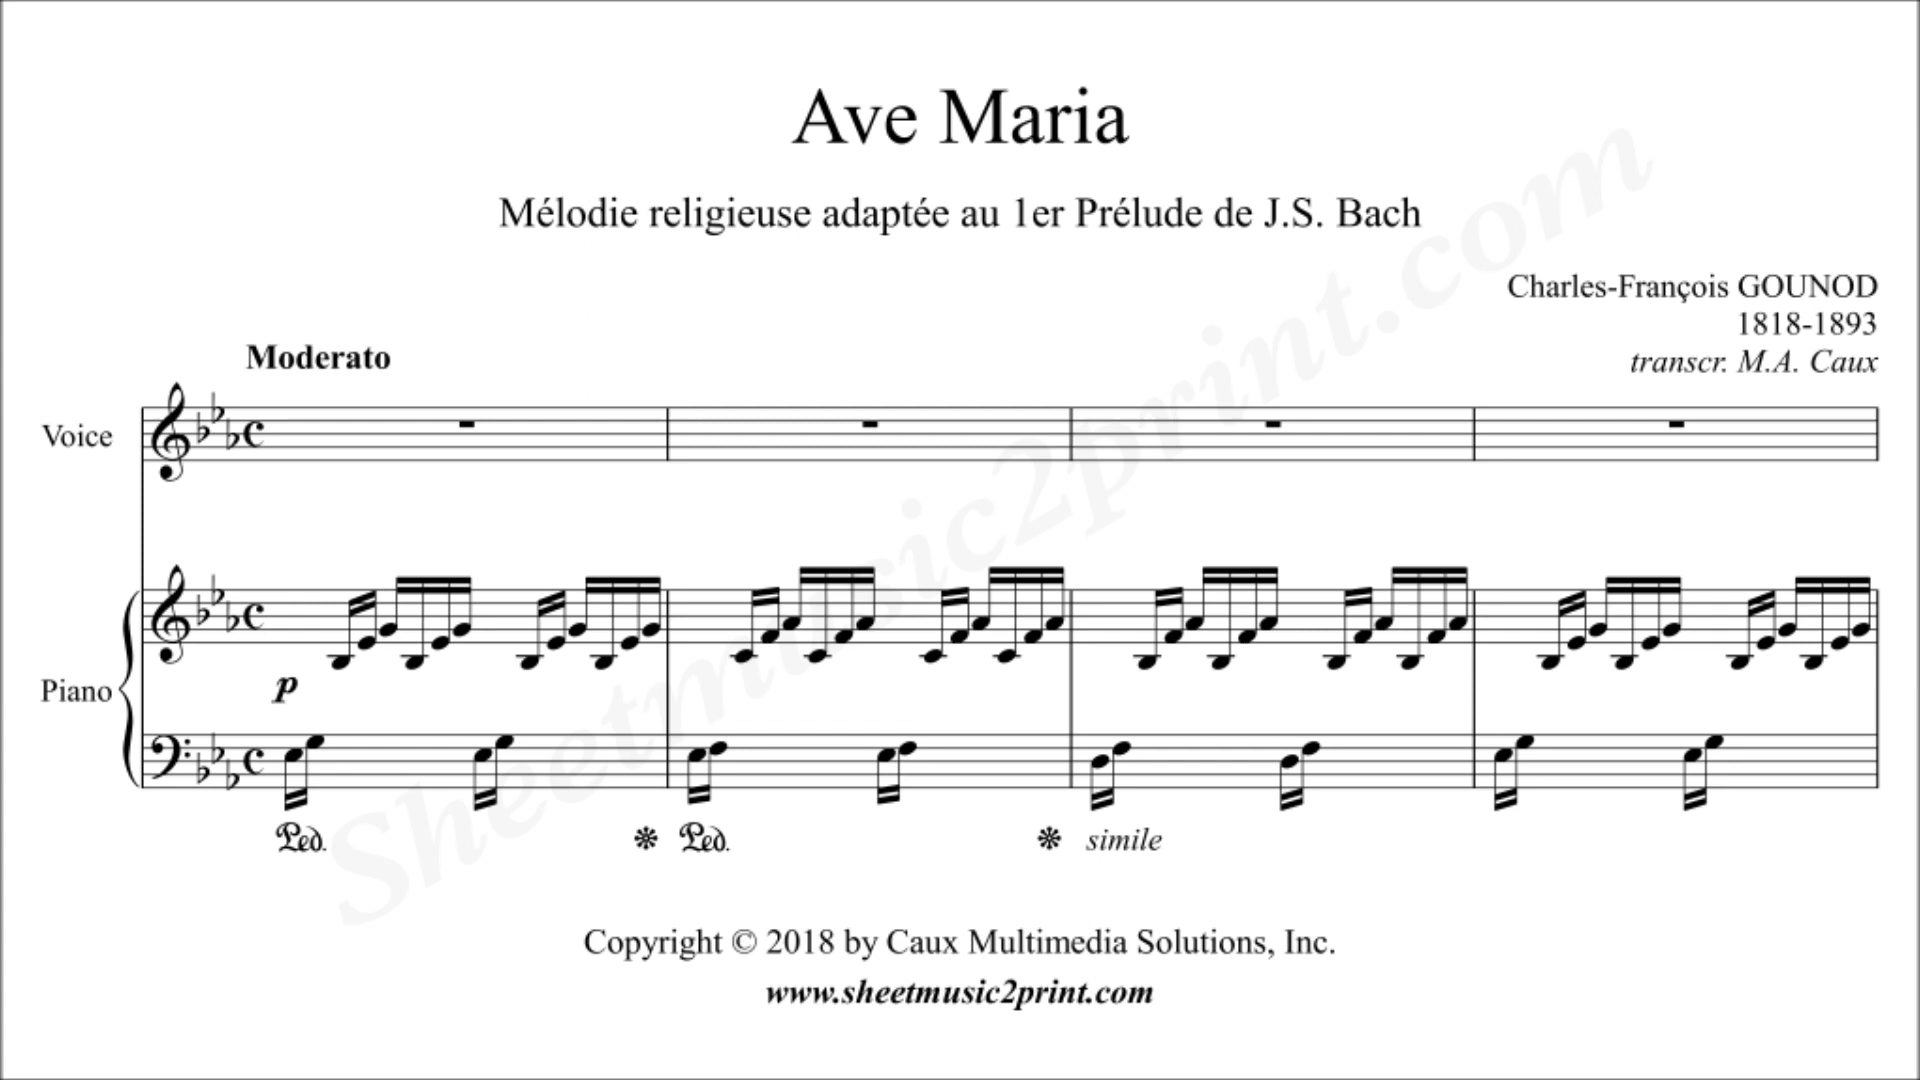 Ave Maria
Mélodie religieuse adaptée au 1er Prélude de J.S. Bach
Charles-François GOUNOD
1818-1893
transcr. M.A. Caux
Moderato
Voice
Piano
p
Ped. Ped. simile
Copyright © 2018 by Caux Multimedia Solutions, Inc.
www.sheetmusic2print.com
Sheetmusic2print.com